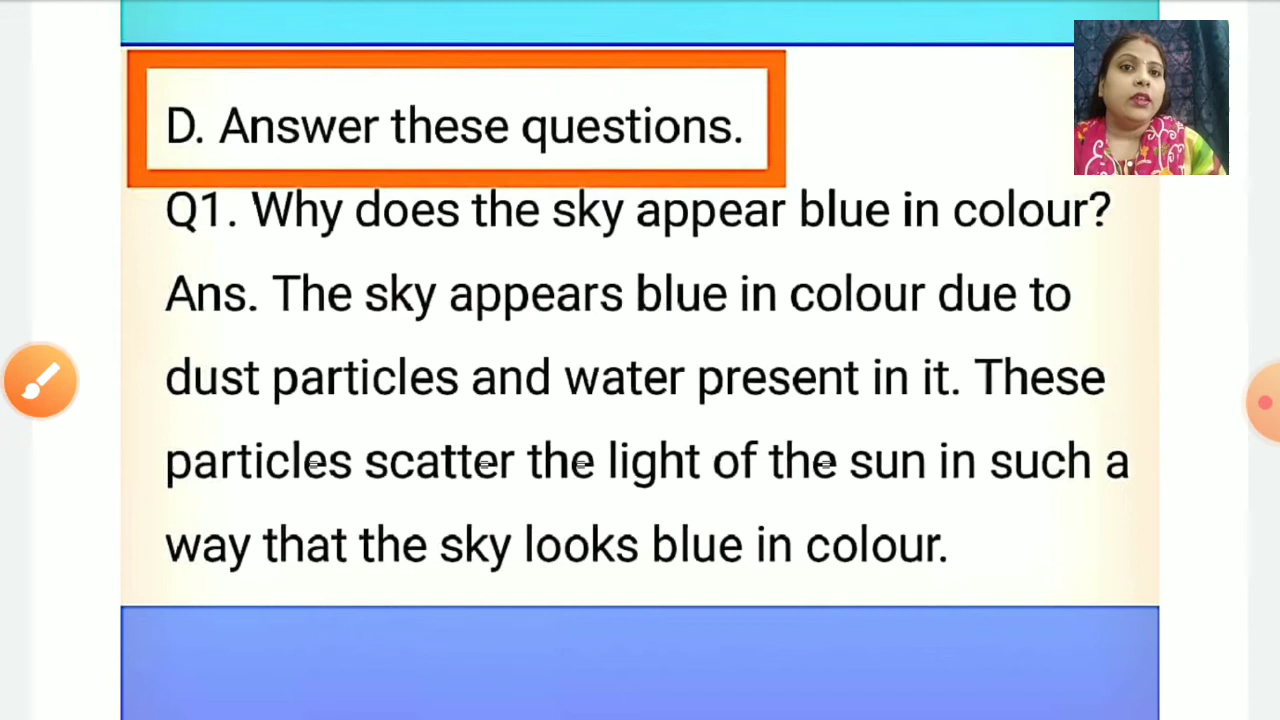 D. Answer these questions.
Q1. Why does the sky appear blue in colour?
Ans. The sky appears blue in colour due to
dust particles and water present in it. These
particles scatter the light of the sun in such a
way that the sky looks blue in colour.